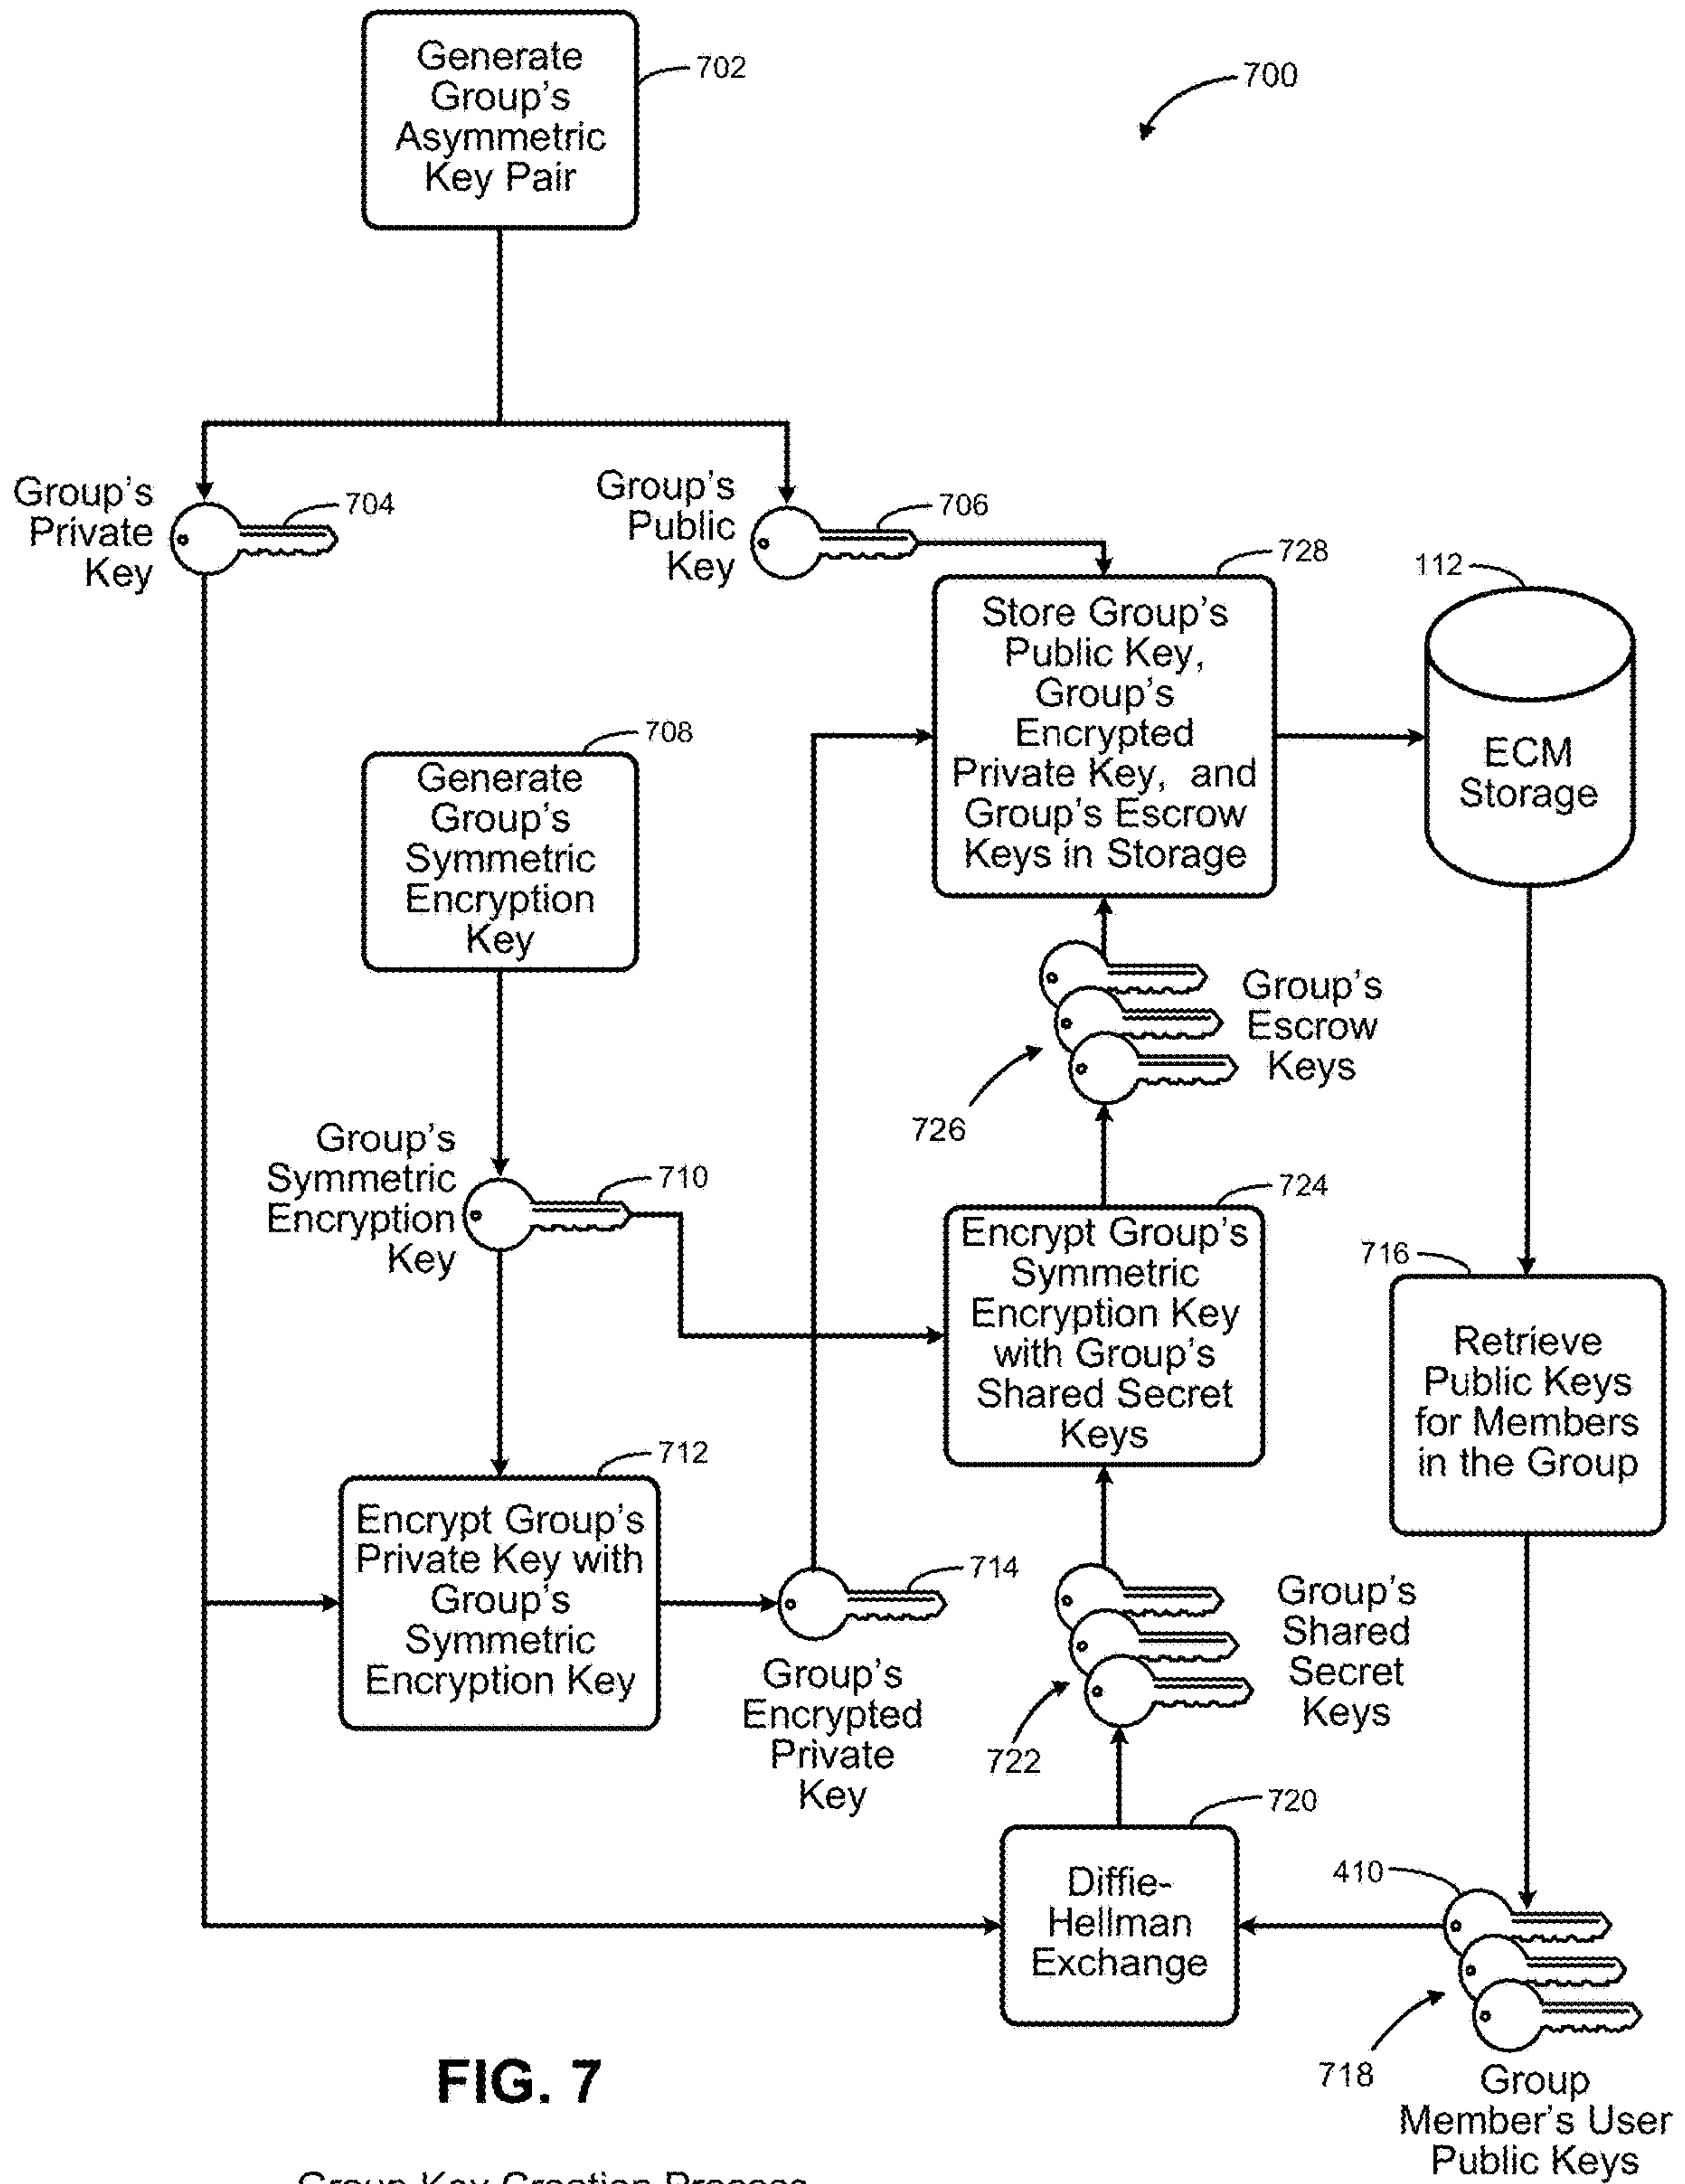 Generate
Group's
Asymmetric
Key Pair
702
700
Group's
Private
Key
704
Group's
Public
Key
706
728
Store Group's
Public Key,
Group's
Encrypted
Private Key, and
Group's Escrow
Keys in Storage
112
ECM
Storage
708
Generate
Group's
Symmetric
Encryption
Key
Group's
Escrow
Keys
726
Group's
Symmetric
Encryption
Key
710
724
Encrypt Group's
Symmetric
Encryption Key
with Group's
Shared Secret
Keys
716
Retrieve
Public Keys
for Members
in the Group
712
Encrypt Group's
Private Key with
Group's
Symmetric
Encryption Key
714
Group's
Encrypted
Private
Key
Group's
Shared
Secret
Keys
722
720
Diffie-
Hellman
Exchange
410
718
Group
Member's User
Public Keys
FIG. 7
Group Key Creation Process